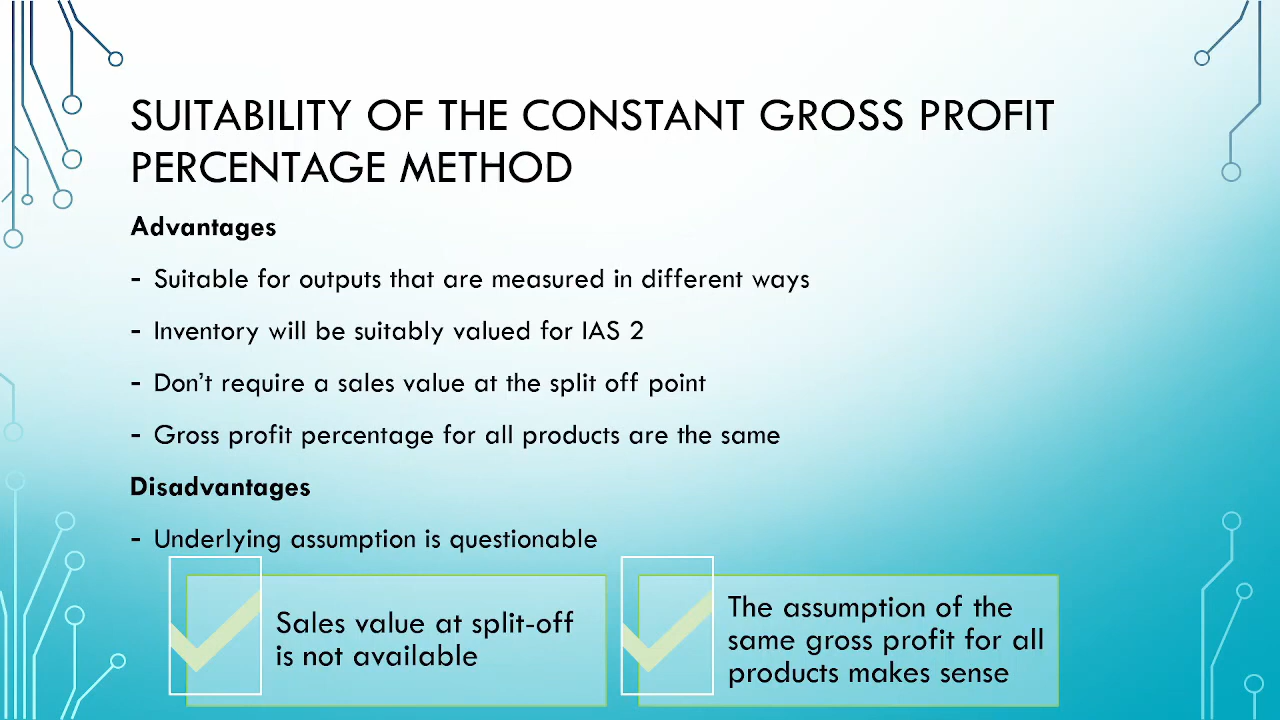 SUITABILITY OF THE CONSTANT GROSS PROFIT
PERCENTAGE METHOD
Advantages
- Suitable for outputs that are measured in different ways
- Inventory will be suitably valued for IAS 2
- Don’t require a sales value at the split off point
- Gross profit percentage for all products are the same
Disadvantages
- Underlying assumption is questionable
Sales value at split-off
is not available
The assumption of the
same gross profit for all
products makes sense